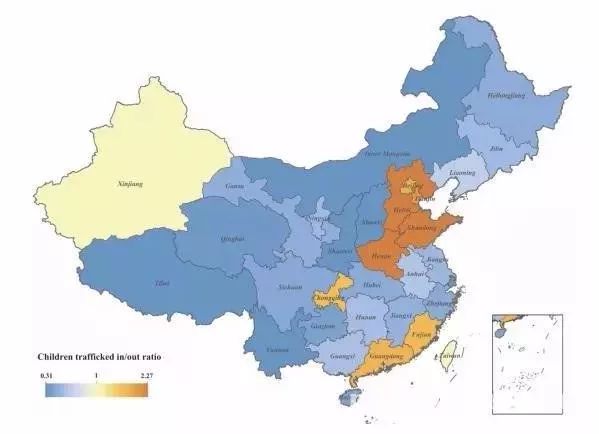 Heilongjiang
Jilin
Inner Mongolia
Liaoning
Xinjiang
Gansu
Beijing
Tianjin
Hebei
Ningxia
Shanxi
Shandong
Qinghai
Shaanxi
Henan
Jiangsu
Anhui
Tibet
Sichuan
Hubei
Chongqing
Zhejiang
Hunan
Jiangxi
Guizhou
Fujian
Yunnan
Guangxi
Guangdong
Taiwan
Children trafficked in/out ratio
0.31 1 2.27